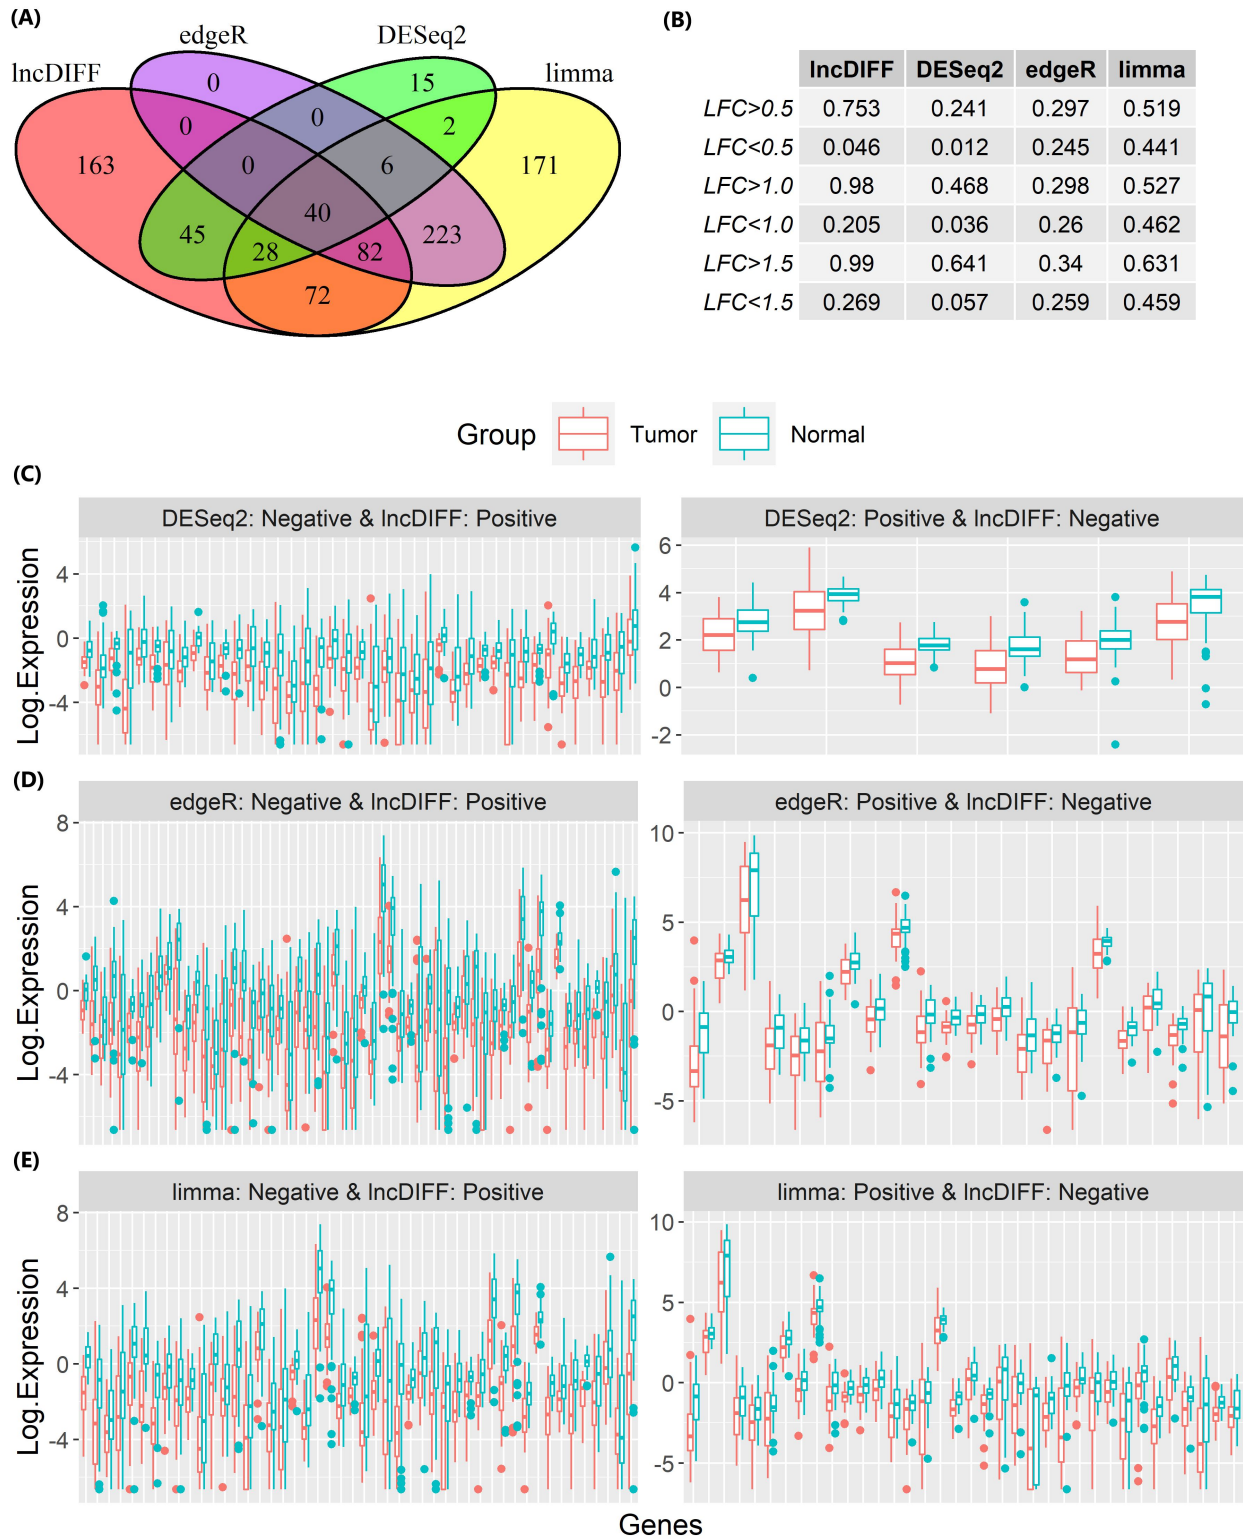 (A)
edgeR DESeq2
lncDIFF limma
0 15
0 0 2
163 0 6 171
40
45 28 82 223
72
(B)
lncDIFF DESeq2 edgeR limma
LFC>0.5 0.753 0.241 0.297 0.519
LFC<0.5 0.046 0.012 0.245 0.441
LFC>1.0 0.98 0.468 0.298 0.527
LFC<1.0 0.205 0.036 0.26 0.462
LFC>1.5 0.99 0.641 0.34 0.631
LFC<1.5 0.269 0.057 0.259 0.459
Group Tumor Normal
(C)
DESeq2: Negative & lncDIFF: Positive
Log.Expression
4
0
-4
DESeq2: Positive & lncDIFF: Negative
6
4
2
0
-2
(D)
edgeR: Negative & lncDIFF: Positive
Log.Expression
8
4
0
-4
edgeR: Positive & lncDIFF: Negative
10
5
0
-5
(E)
limma: Negative & lncDIFF: Positive
Log.Expression
8
4
0
-4
limma: Positive & lncDIFF: Negative
10
5
0
-5
Genes